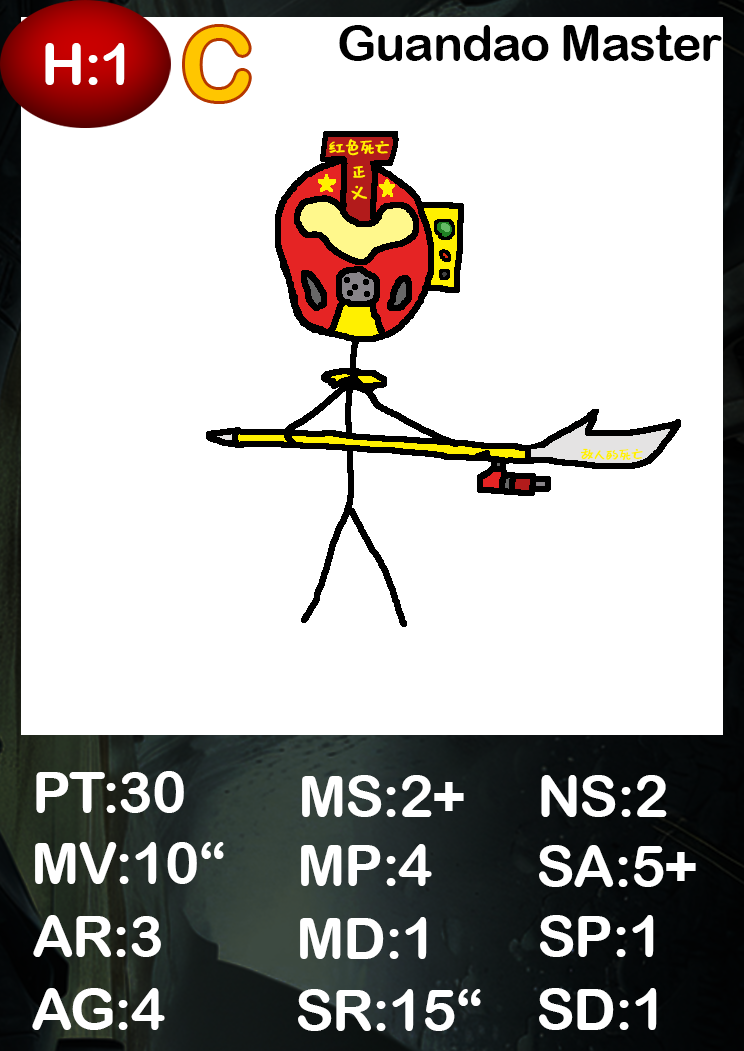 H:1
C
Guandao Master
红色死亡
正
义
敌人的死亡
PT:30
MS:2+
NS:2
MV:10“
MP:4
SA:5+
AR:3
MD:1
SP:1
AG:4
SR:15“
SD:1